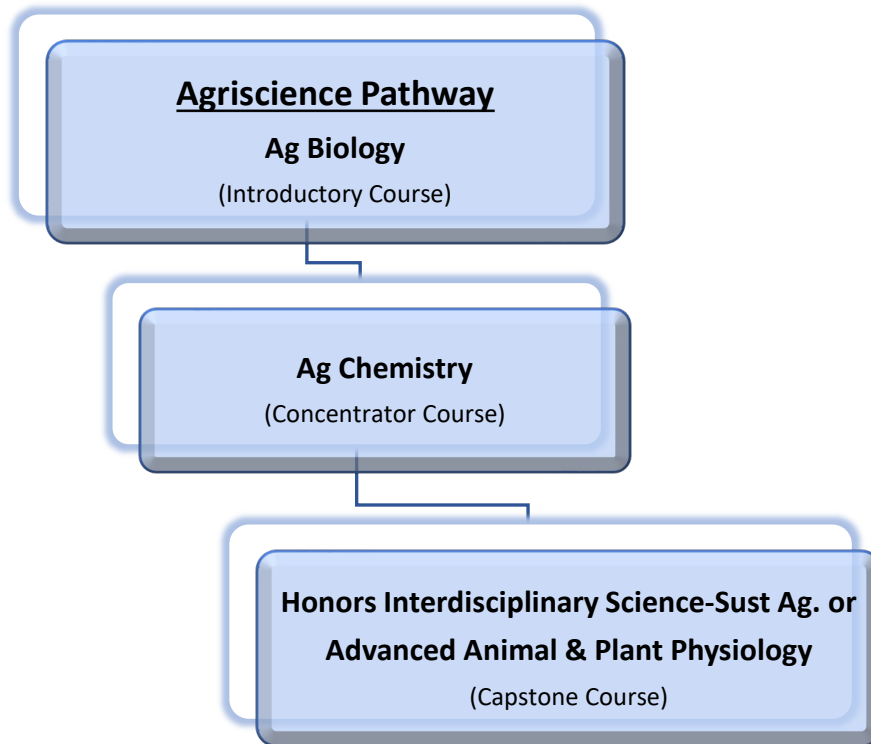 Agriscience Pathway
Ag Biology
(Introductory Course)
Ag Chemistry
(Concentrator Course)
Honors Interdisciplinary Science-Sust Ag. or
Advanced Animal & Plant Physiology
(Capstone Course)